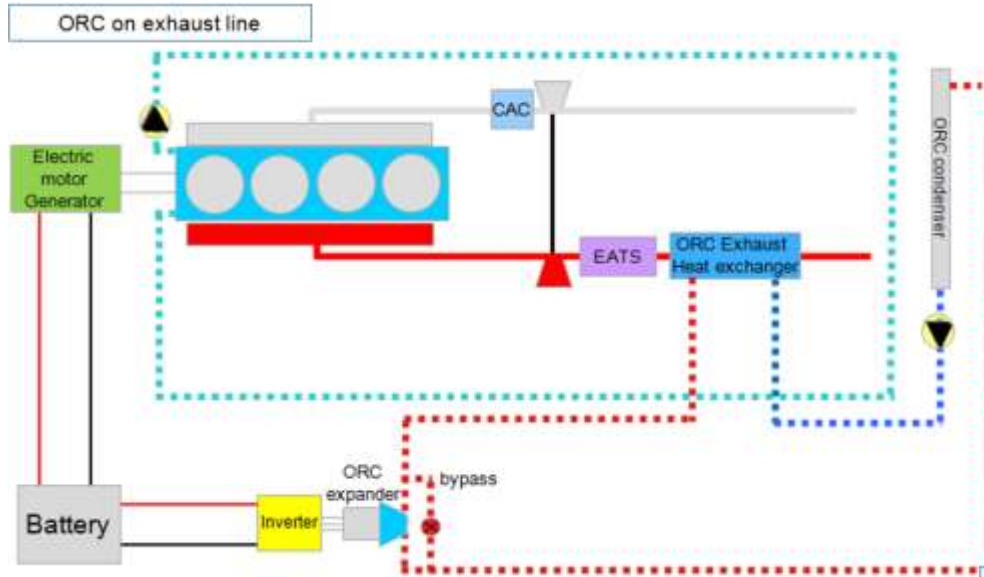 ORC on exhaust line
CAC
Electric
motor
Generator
EATS
ORC Exhaust
Heat exchanger
ORC condenser
ORC
expander
bypass
Battery
Inverter